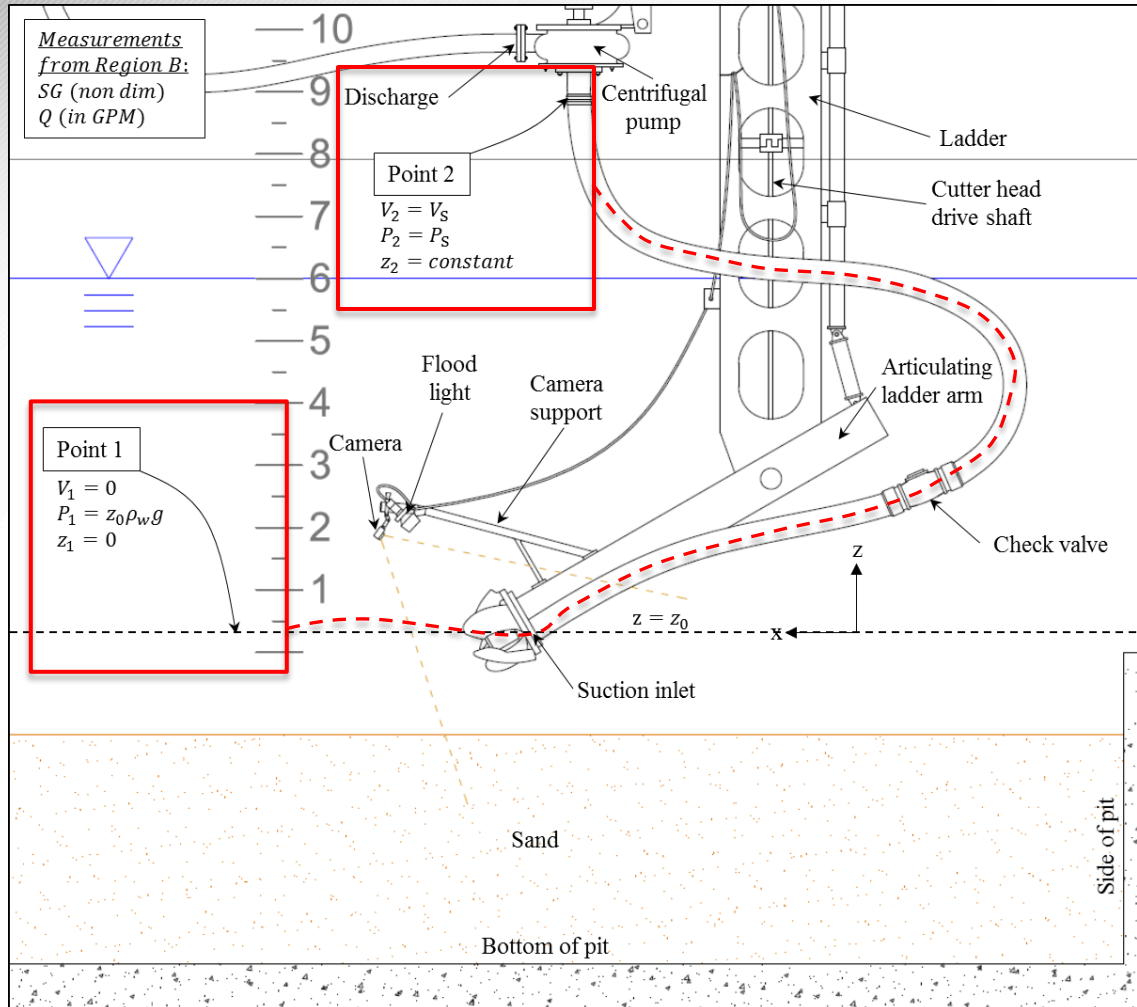 Measurements
from Region B:
SG (non dim)
Q (in GPM)
10
9
8
7
6
5
4
3
2
1
Discharge
Centrifugal
pump
Ladder
Cutter head
drive shaft
Point 2
V₂ = V_S
P₂ = P_S
z₂ = constant
Flood
light
Camera
support
Articulating
ladder arm
Camera
Point 1
V₁ = 0
P₁ = z₀ρ_wg
z₁ = 0
Check valve
z
z = z₀
x
Suction inlet
Sand
Side of pit
Bottom of pit